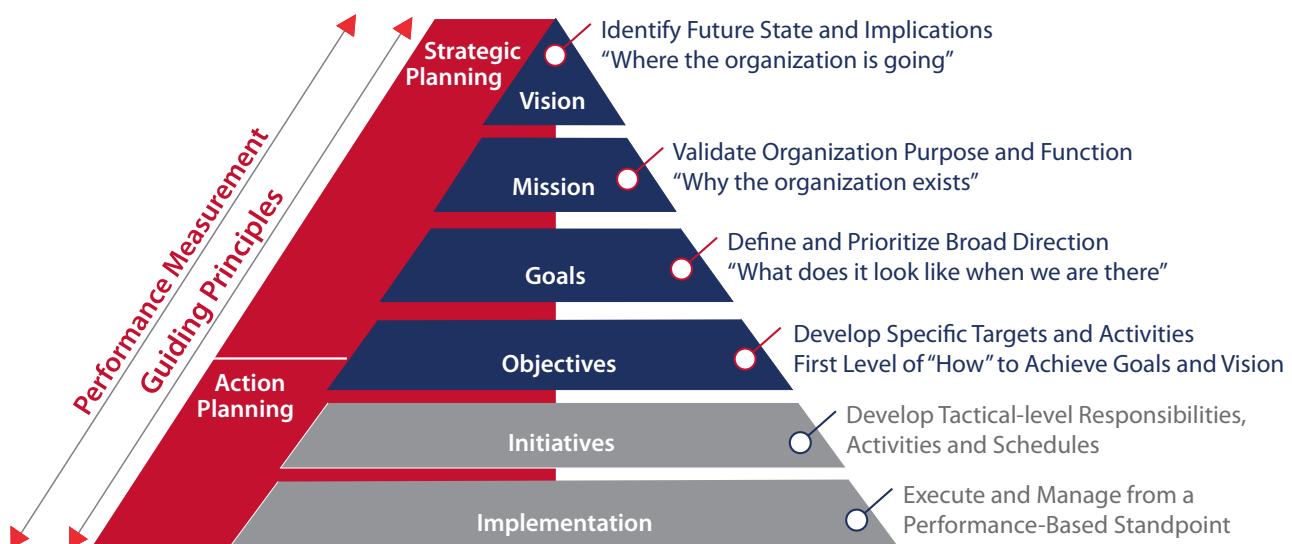 Performance Measurement
Guiding Principles
Strategic
Planning
Action
Planning
Vision
Identify Future State and Implications
“Where the organization is going”
Mission
Validate Organization Purpose and Function
“Why the organization exists”
Goals
Define and Prioritize Broad Direction
“What does it look like when we are there”
Objectives
Develop Specific Targets and Activities
First Level of “How” to Achieve Goals and Vision
Initiatives
Develop Tactical-level Responsibilities,
Activities and Schedules
Implementation
Execute and Manage from a
Performance-Based Standpoint